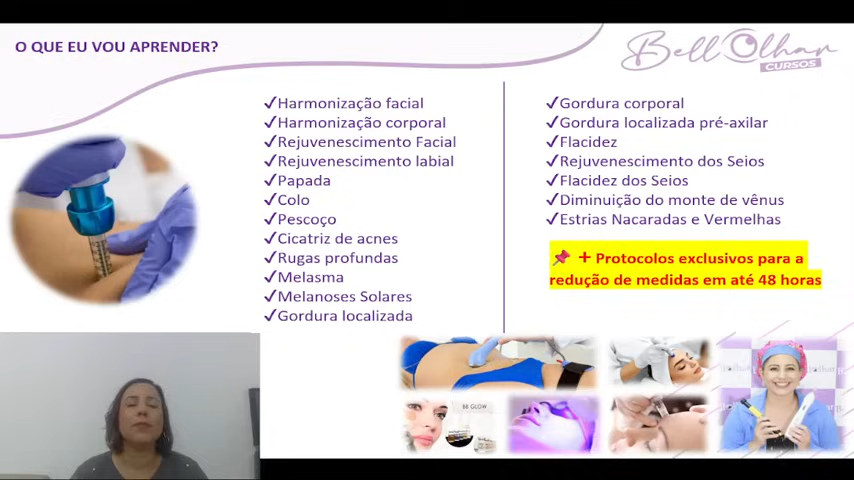 O QUE EU VOU APRENDER?
Bell Olhar
CURSOS
✓Harmonização facial
✓Harmonização corporal
✓Rejuvenescimento Facial
✓Rejuvenescimento labial
✓Papada
✓Colo
✓Pescoço
✓Cicatriz de acnes
✓Rugas profundas
✓Melasma
✓Melanoses Solares
✓Gordura localizada
✓Gordura corporal
✓Gordura localizada pré-axilar
✓Flacidez
✓Rejuvenescimento dos Seios
✓Flacidez dos Seios
✓Diminuição do monte de vênus
✓Estrias Nacaradas e Vermelhas
📌 + Protocolos exclusivos para a
redução de medidas em até 48 horas
BB GLOW